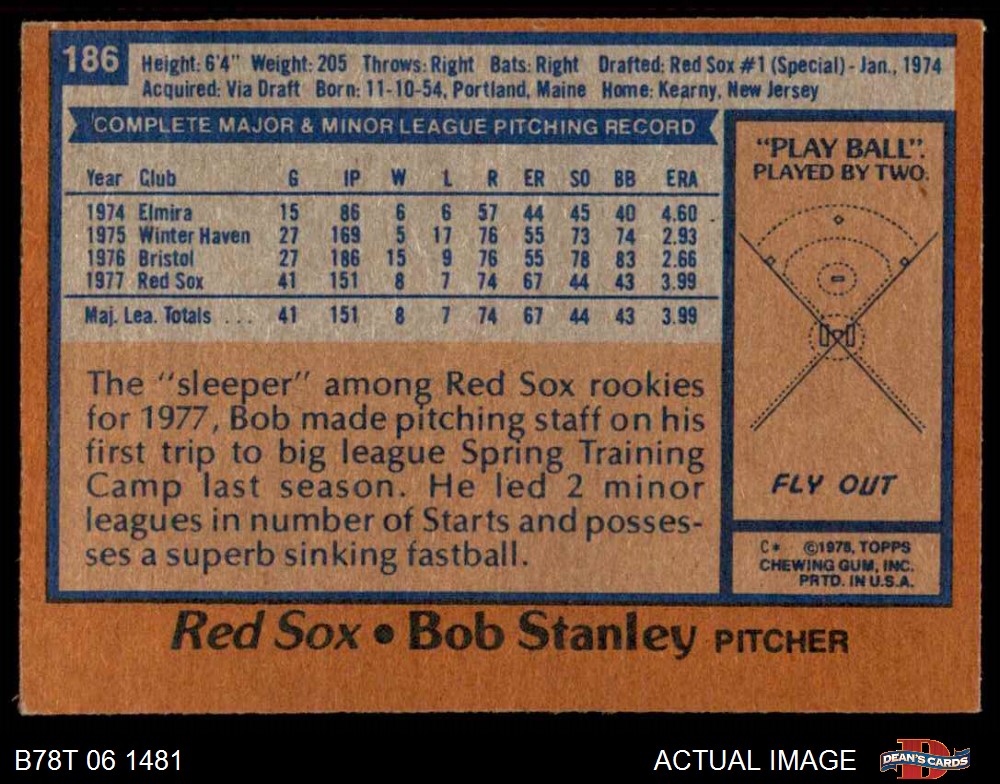 186
Height: 6'4" Weight: 205 Throws: Right Bats: Right Drafted: Red Sox #1 (Special) - Jan., 1974
Acquired: Via Draft Born: 11-10-54, Portland, Maine Home: Kearny, New Jersey
COMPLETE MAJOR & MINOR LEAGUE PITCHING RECORD
Year Club G IP W L R ER SO BB ERA
1974 Elmira 15 86 6 6 57 44 45 40 4.60
1975 Winter Haven 27 169 5 17 76 55 73 74 2.93
1976 Bristol 27 186 15 9 76 55 78 83 2.66
1977 Red Sox 41 151 8 7 74 67 44 43 3.99
Maj. Lea. Totals ... 41 151 8 7 74 67 44 43 3.99
The "sleeper" among Red Sox rookies
for 1977, Bob made pitching staff on his
first trip to big league Spring Training
Camp last season. He led 2 minor
leagues in number of Starts and posses-
ses a superb sinking fastball.
"PLAY BALL".
PLAYED BY TWO.
FLY OUT
C* ©1978, TOPPS
CHEWING GUM, INC.
PRTD. IN U.S.A.
Red Sox • Bob Stanley PITCHER
B78T 06 1481
ACTUAL IMAGE
DEAN'S CARDS